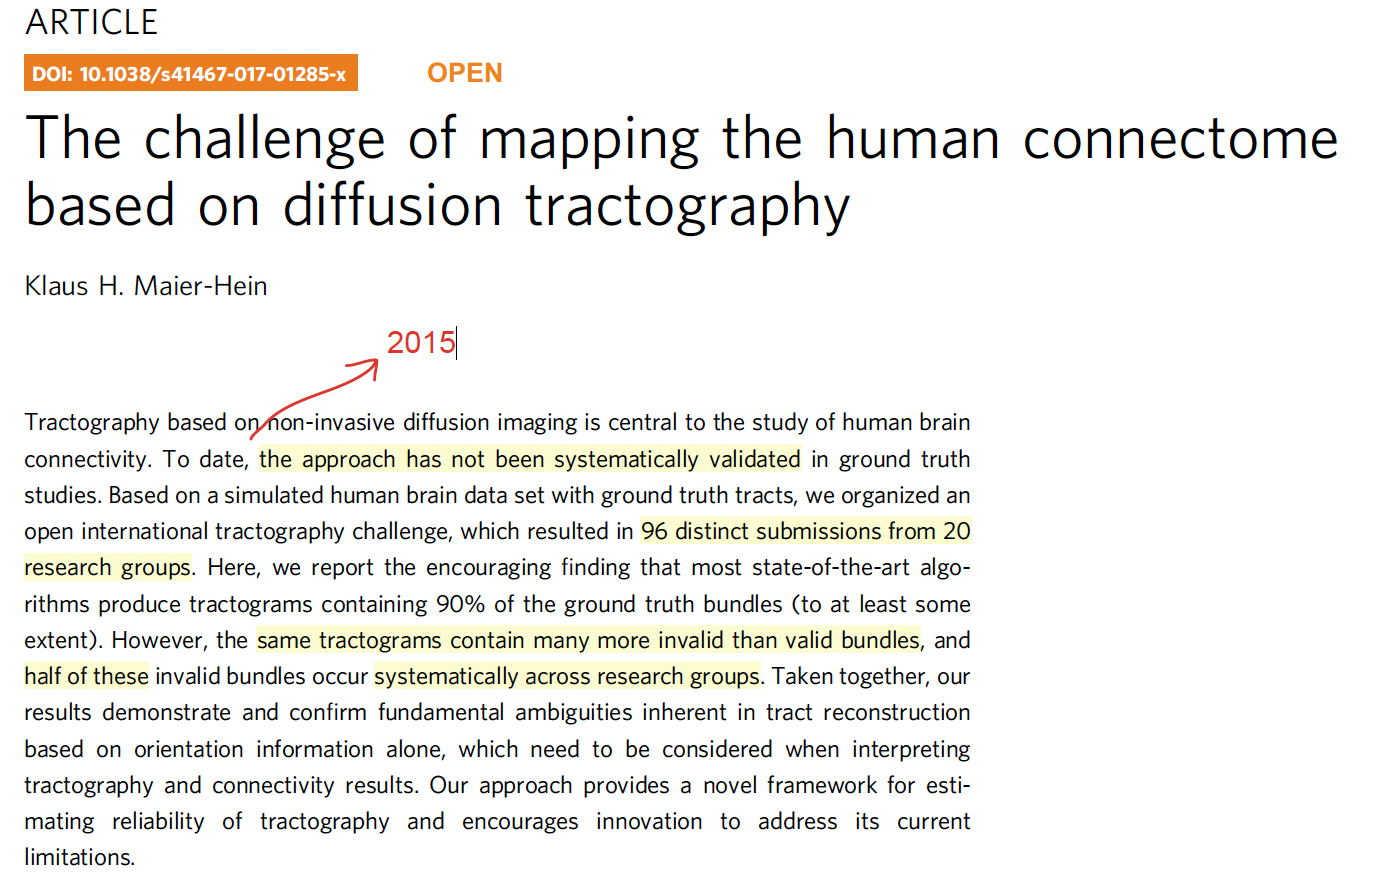 ARTICLE
DOI: 10.1038/s41467-017-01285-x OPEN
The challenge of mapping the human connectome
based on diffusion tractography
Klaus H. Maier-Hein
2015
Tractography based on non-invasive diffusion imaging is central to the study of human brain
connectivity. To date, the approach has not been systematically validated in ground truth
studies. Based on a simulated human brain data set with ground truth tracts, we organized an
open international tractography challenge, which resulted in 96 distinct submissions from 20
research groups. Here, we report the encouraging finding that most state-of-the-art algo-
rithms produce tractograms containing 90% of the ground truth bundles (to at least some
extent). However, the same tractograms contain many more invalid than valid bundles, and
half of these invalid bundles occur systematically across research groups. Taken together, our
results demonstrate and confirm fundamental ambiguities inherent in tract reconstruction
based on orientation information alone, which need to be considered when interpreting
tractography and connectivity results. Our approach provides a novel framework for esti-
mating reliability of tractography and encourages innovation to address its current
limitations.